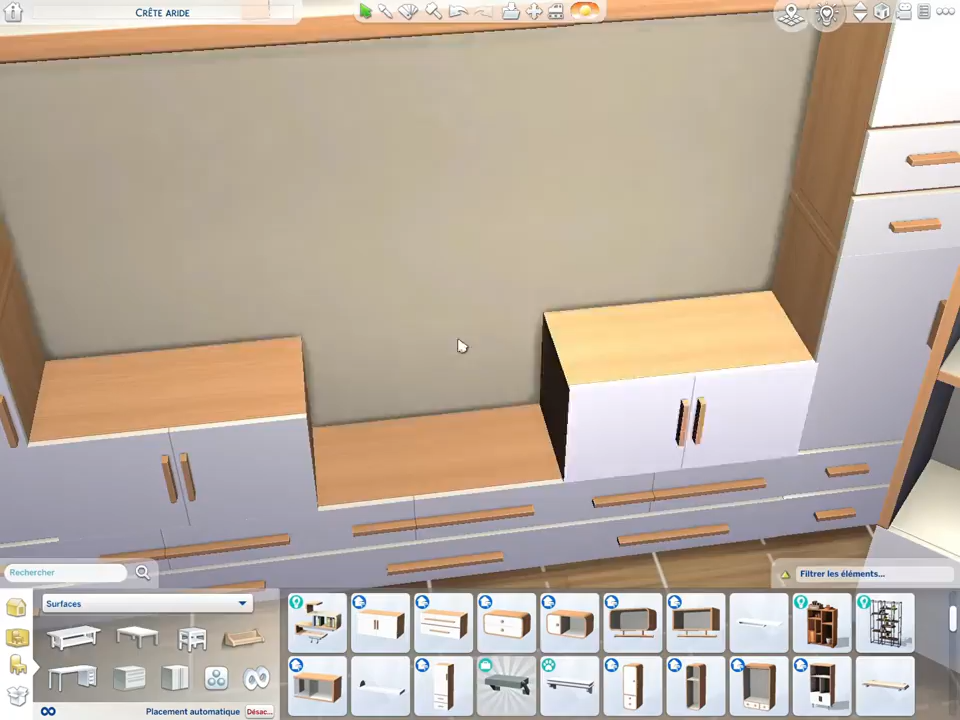 CRÊTE ARIDE
Rechercher
Filtrer les éléments...
Surfaces
Placement automatique
Désac...